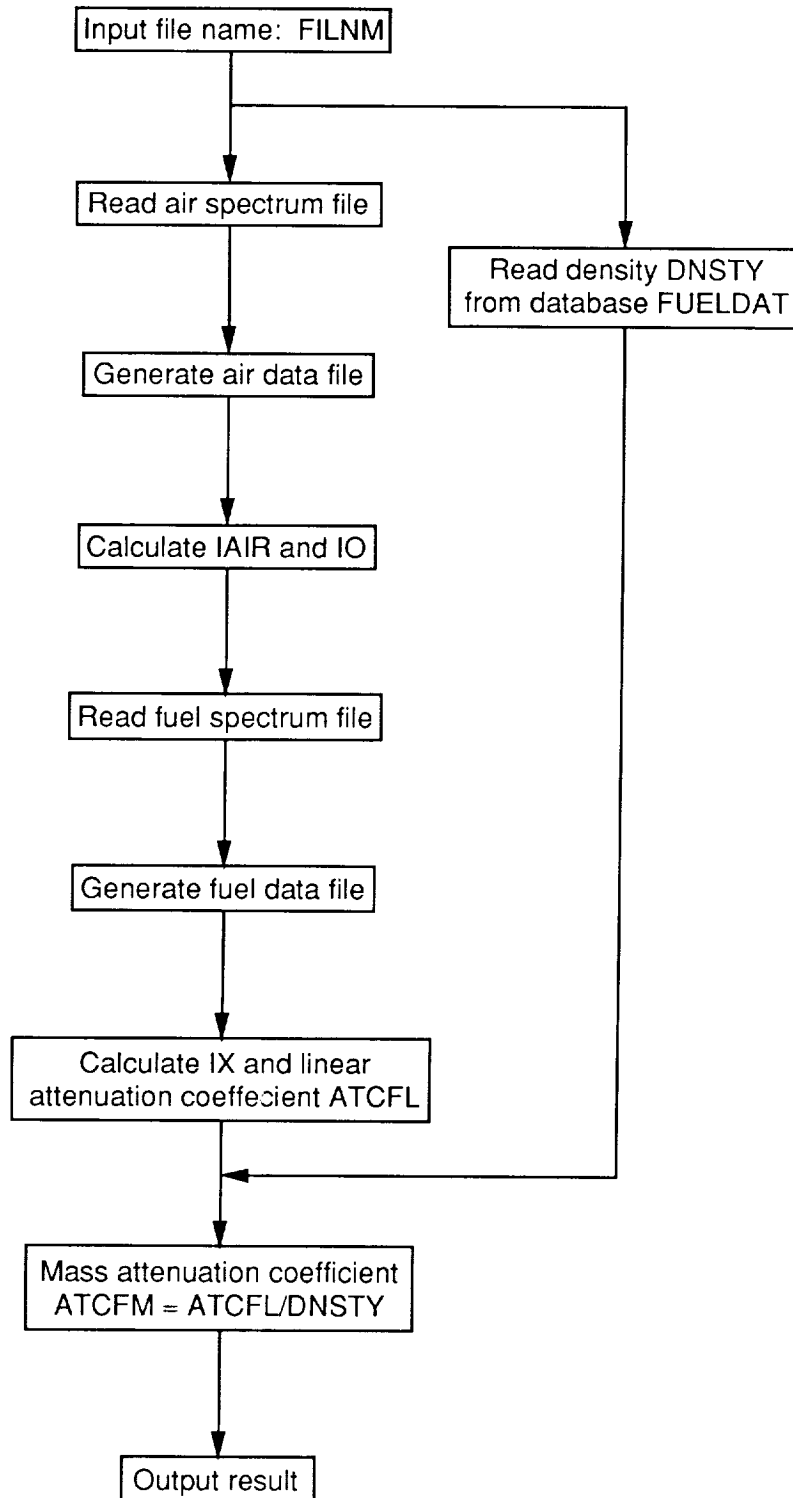 Input file name: FILNM
Read air spectrum file
Read density DNSTY
from database FUELDAT
Generate air data file
Calculate IAIR and IO
Read fuel spectrum file
Generate fuel data file
Calculate IX and linear
attenuation coeffecient ATCFL
Mass attenuation coefficient
ATCFM = ATCFL/DNSTY
Output result